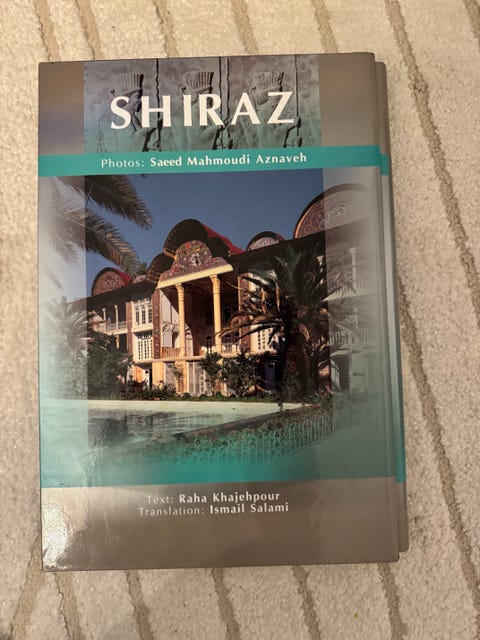 SHIRAZ
Photos: Saeed Mahmoudi Aznaveh
Text: Raha Khajehpour
Translation: Ismail Salami